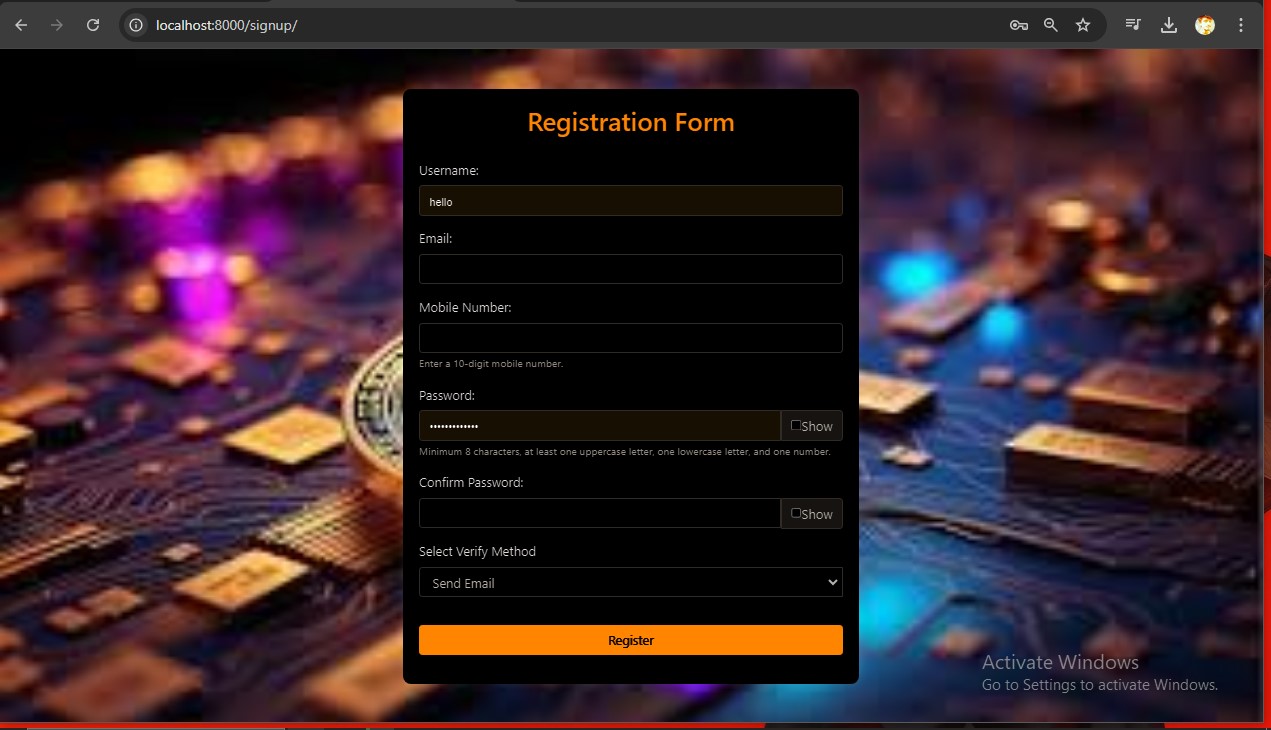 localhost:8000/signup/
Registration Form
Username:
hello
Email:
Mobile Number:
Enter a 10-digit mobile number.
Password:
•••••••••••••
Show
Minimum 8 characters, at least one uppercase letter, one lowercase letter, and one number.
Confirm Password:
Show
Select Verify Method
Send Email
Register
Activate Windows
Go to Settings to activate Windows.